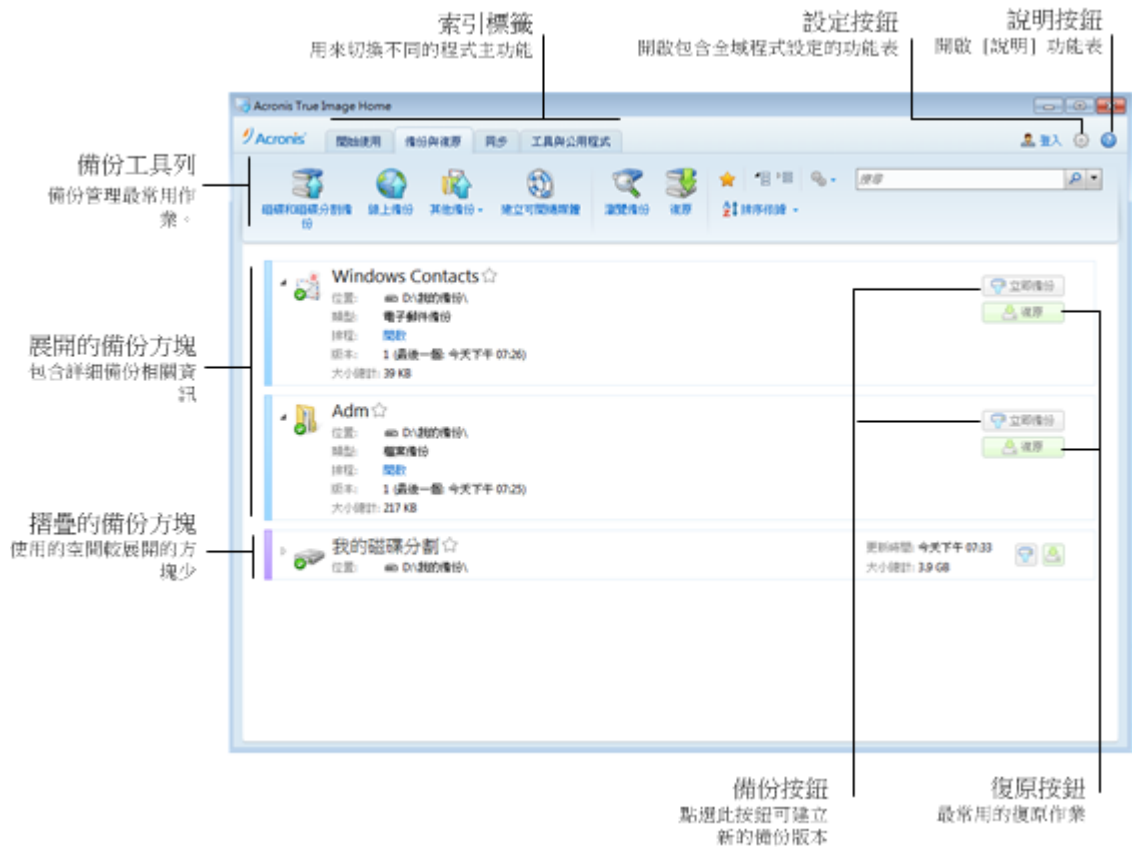 索引標籤
用來切換不同的程式主功能
設定按鈕
開啟包含全域程式設定的功能表
說明按鈕
開啟 [說明] 功能表
Acronis True Image Home
Acronis
開始使用 備份與復原 同步 工具與公用程式
登入
備份工具列
備份管理最常用作
業。
磁碟和磁碟分割備
份
線上備份 其他備份 建立可開機媒體 瀏覽備份 復原 排序依據
搜尋
展開的備份方塊
包含詳細備份相關資
訊
Windows Contacts
位置: D:\我的備份\
類型: 電子郵件備份
排程: 開啟
版本: 1 (最後一個: 今天下午 07:26)
大小總計: 39 KB
立即備份
復原
Adm
位置: D:\我的備份\
類型: 檔案備份
排程: 開啟
版本: 1 (最後一個: 今天下午 07:25)
大小總計: 217 KB
立即備份
復原
摺疊的備份方塊
使用的空間較展開的方
塊少
我的磁碟分割
位置: D:\我的備份\
更新時間: 今天下午 07:33
大小總計: 3.9 GB
備份按鈕
點選此按鈕可建立
新的備份版本
復原按鈕
最常用的復原作業